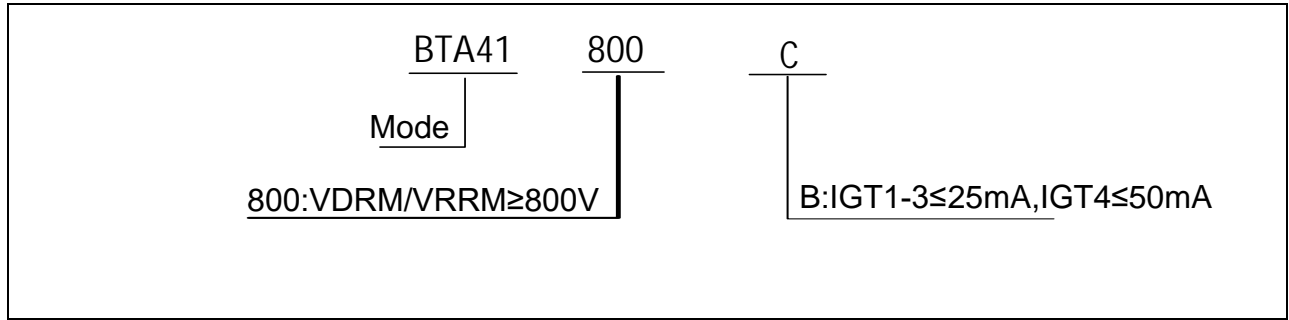 BTA41 800 C
Mode
800:VDRM/VRRM≥800V B:IGT1-3≤25mA,IGT4≤50mA